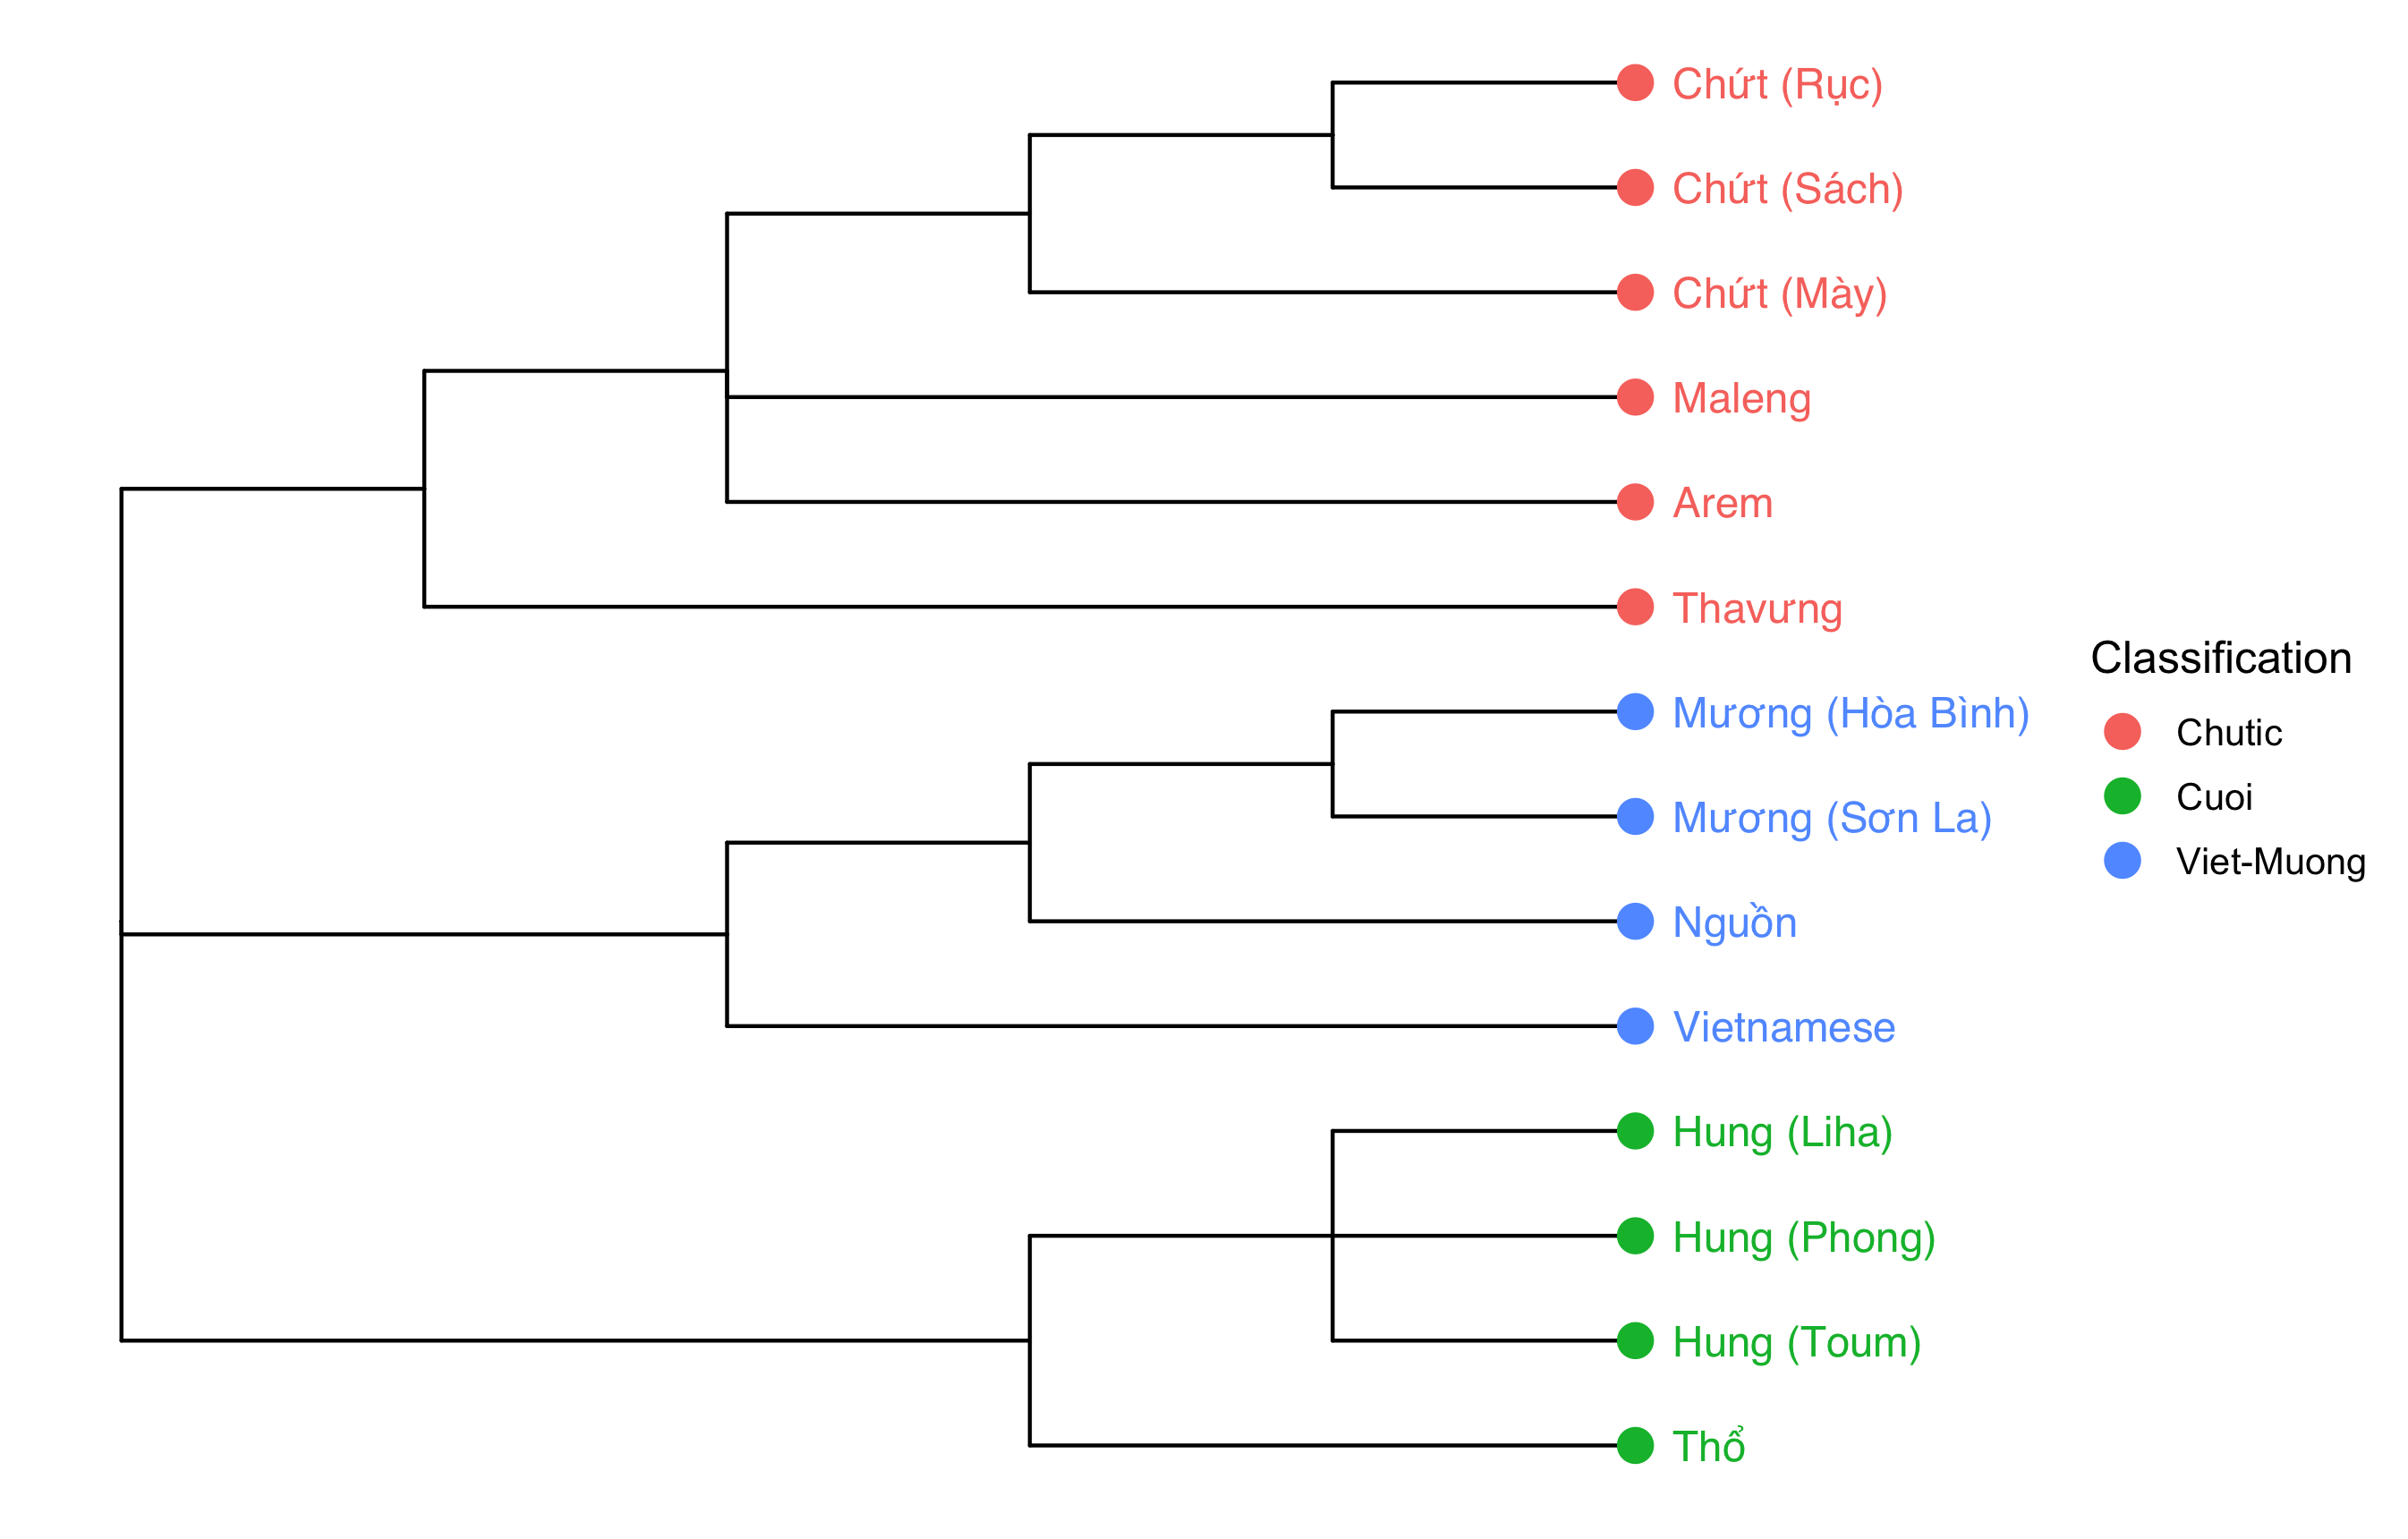 Chứt (Rục)
Chứt (Sách)
Chứt (Mày)
Maleng
Arem
Thavưng
Mương (Hòa Bình)
Mương (Sơn La)
Nguồn
Vietnamese
Hung (Liha)
Hung (Phong)
Hung (Toum)
Thổ
Classification
Chutic
Cuoi
Viet-Muong